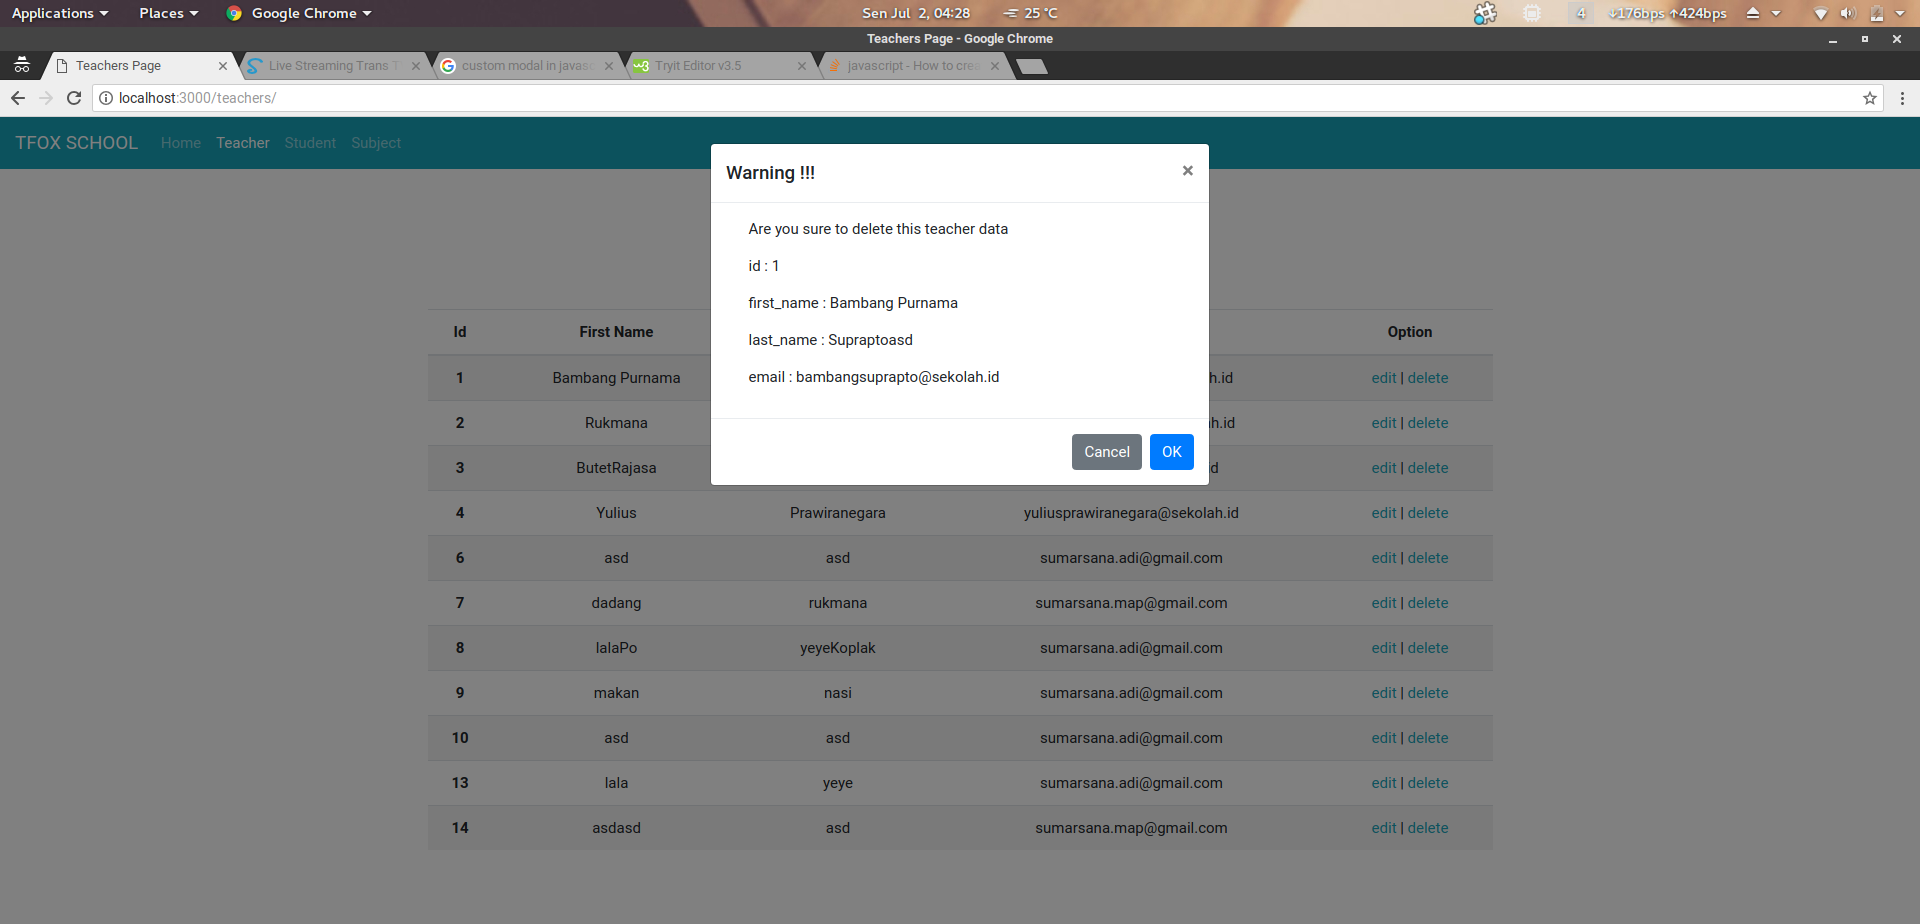 Applications Places Google Chrome Sen Jul 2, 04:28 25 °C 4 ↓176bps ↑424bps
Teachers Page - Google Chrome
Teachers Page Live Streaming Trans T custom modal in javasc Tryit Editor v3.5 javascript - How to crea
localhost:3000/teachers/
TFOX SCHOOL Home Teacher Student Subject
Warning !!! ×
Are you sure to delete this teacher data
id : 1
first_name : Bambang Purnama
last_name : Supraptoasd
email : bambangsuprapto@sekolah.id
Cancel OK
Id First Name Option
1 Bambang Purnama h.id edit | delete
2 Rukmana h.id edit | delete
3 ButetRajasa d edit | delete
4 Yulius Prawiranegara yuliusprawiranegara@sekolah.id edit | delete
6 asd asd sumarsana.adi@gmail.com edit | delete
7 dadang rukmana sumarsana.map@gmail.com edit | delete
8 lalaPo yeyeKoplak sumarsana.adi@gmail.com edit | delete
9 makan nasi sumarsana.adi@gmail.com edit | delete
10 asd asd sumarsana.adi@gmail.com edit | delete
13 lala yeye sumarsana.adi@gmail.com edit | delete
14 asdasd asd sumarsana.map@gmail.com edit | delete